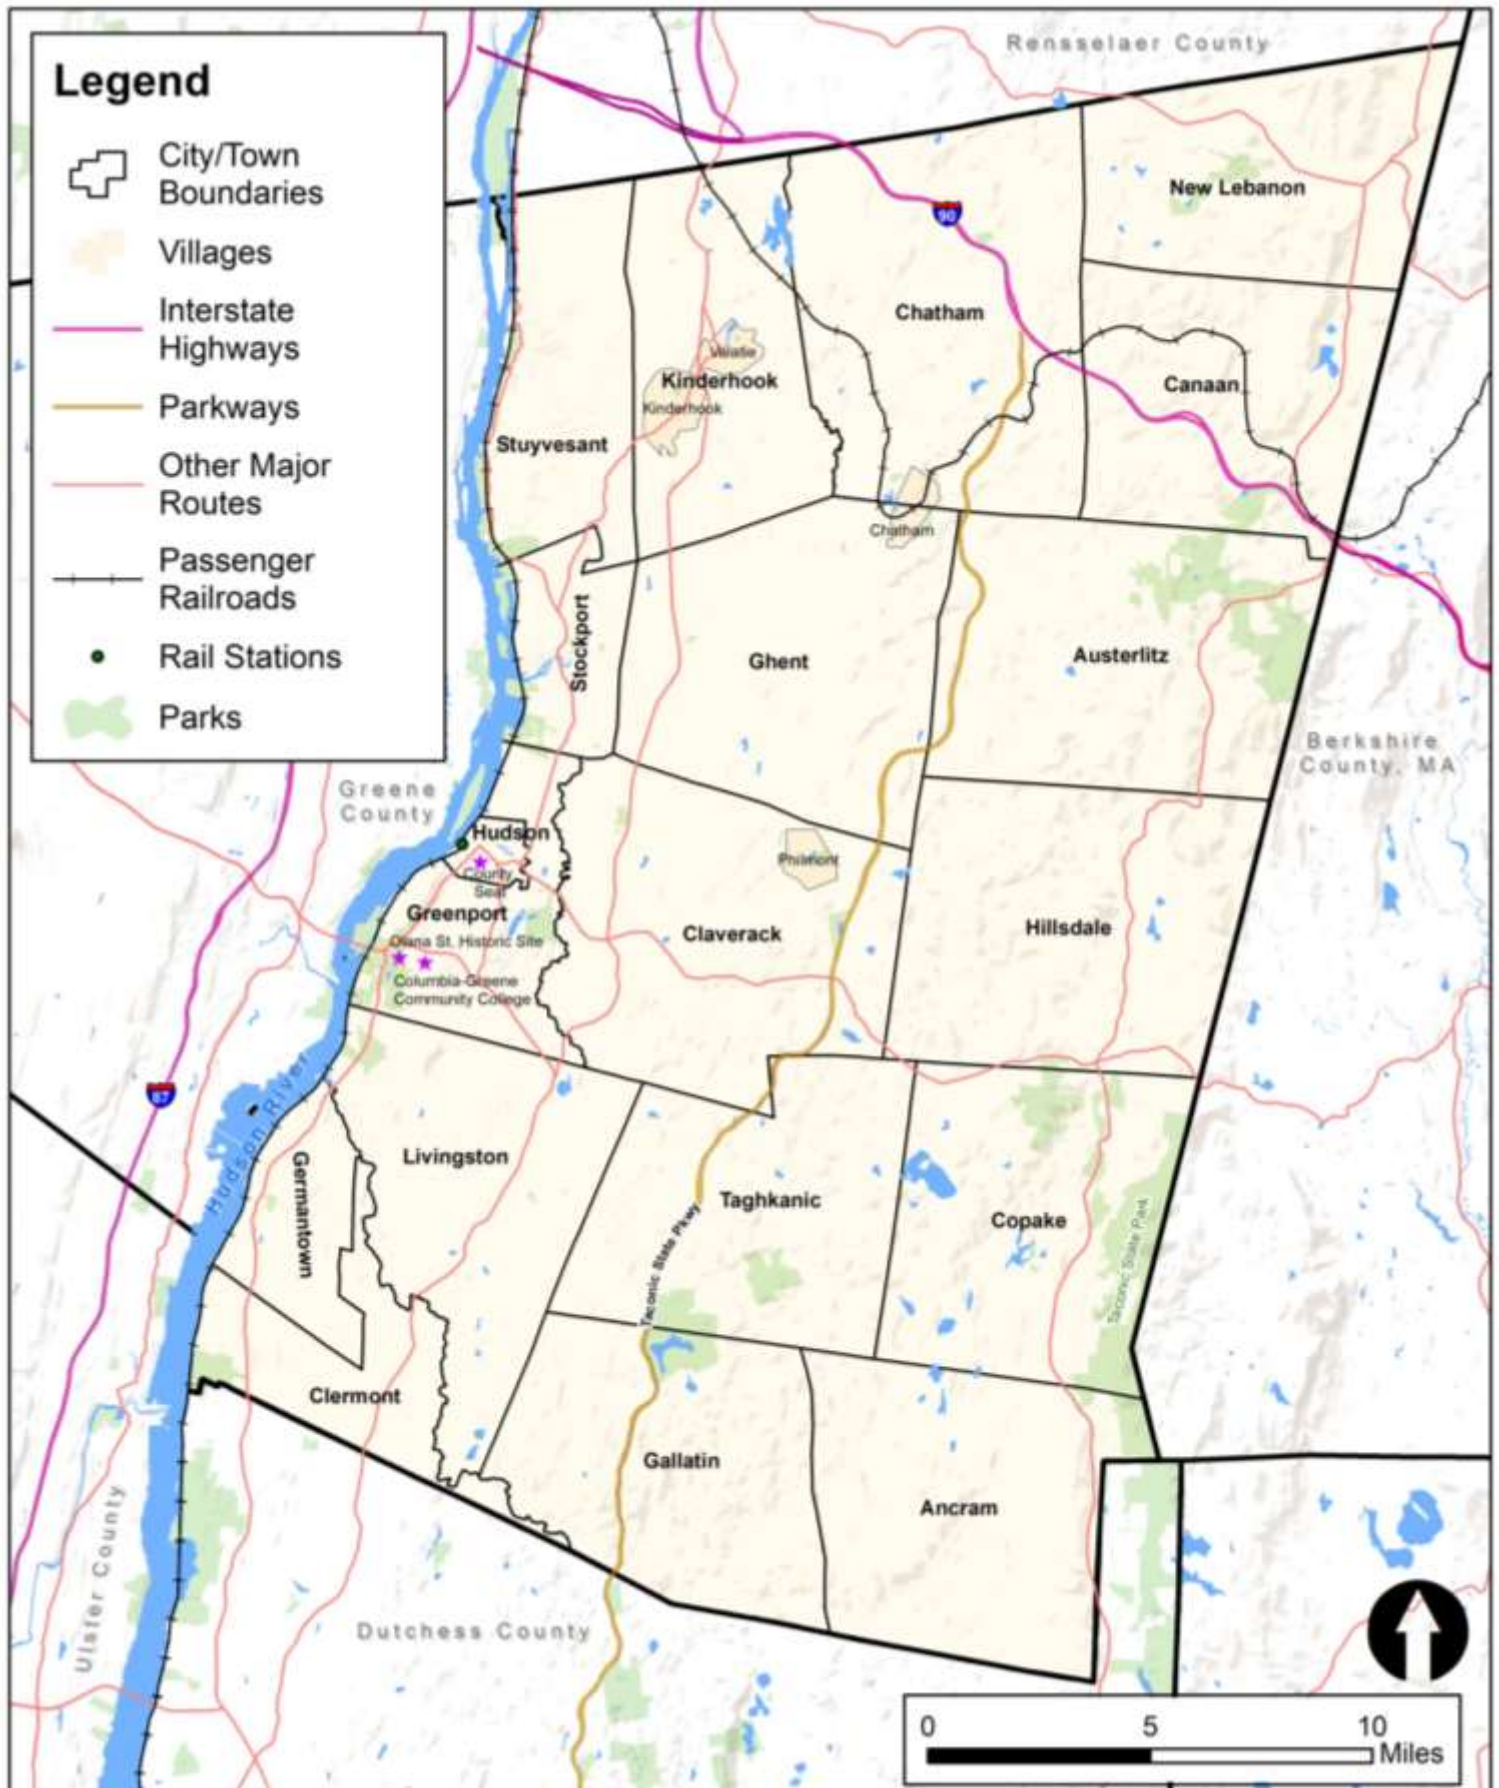 Legend
City/Town
Boundaries
Villages
Interstate
Highways
Parkways
Other Major
Routes
Passenger
Railroads
Rail Stations
Parks
Rensselaer County
New Lebanon
90
Chatham
Valatie
Kinderhook
Kinderhook
Canaan
Stuyvesant
Chatham
Stockport
Ghent
Austerlitz
Berkshire
County, MA
Greene
County
Hudson
County
Seat
Philmont
Greenport
Olana St. Historic Site
Columbia-Greene
Community College
Claverack
Hillsdale
87
Hudson River
Germantown
Livingston
Taghkanic
Taconic State Pkwy
Copake
Taconic State Park
Clermont
Gallatin
Ancram
Ulster County
Dutchess County
0 5 10
Miles